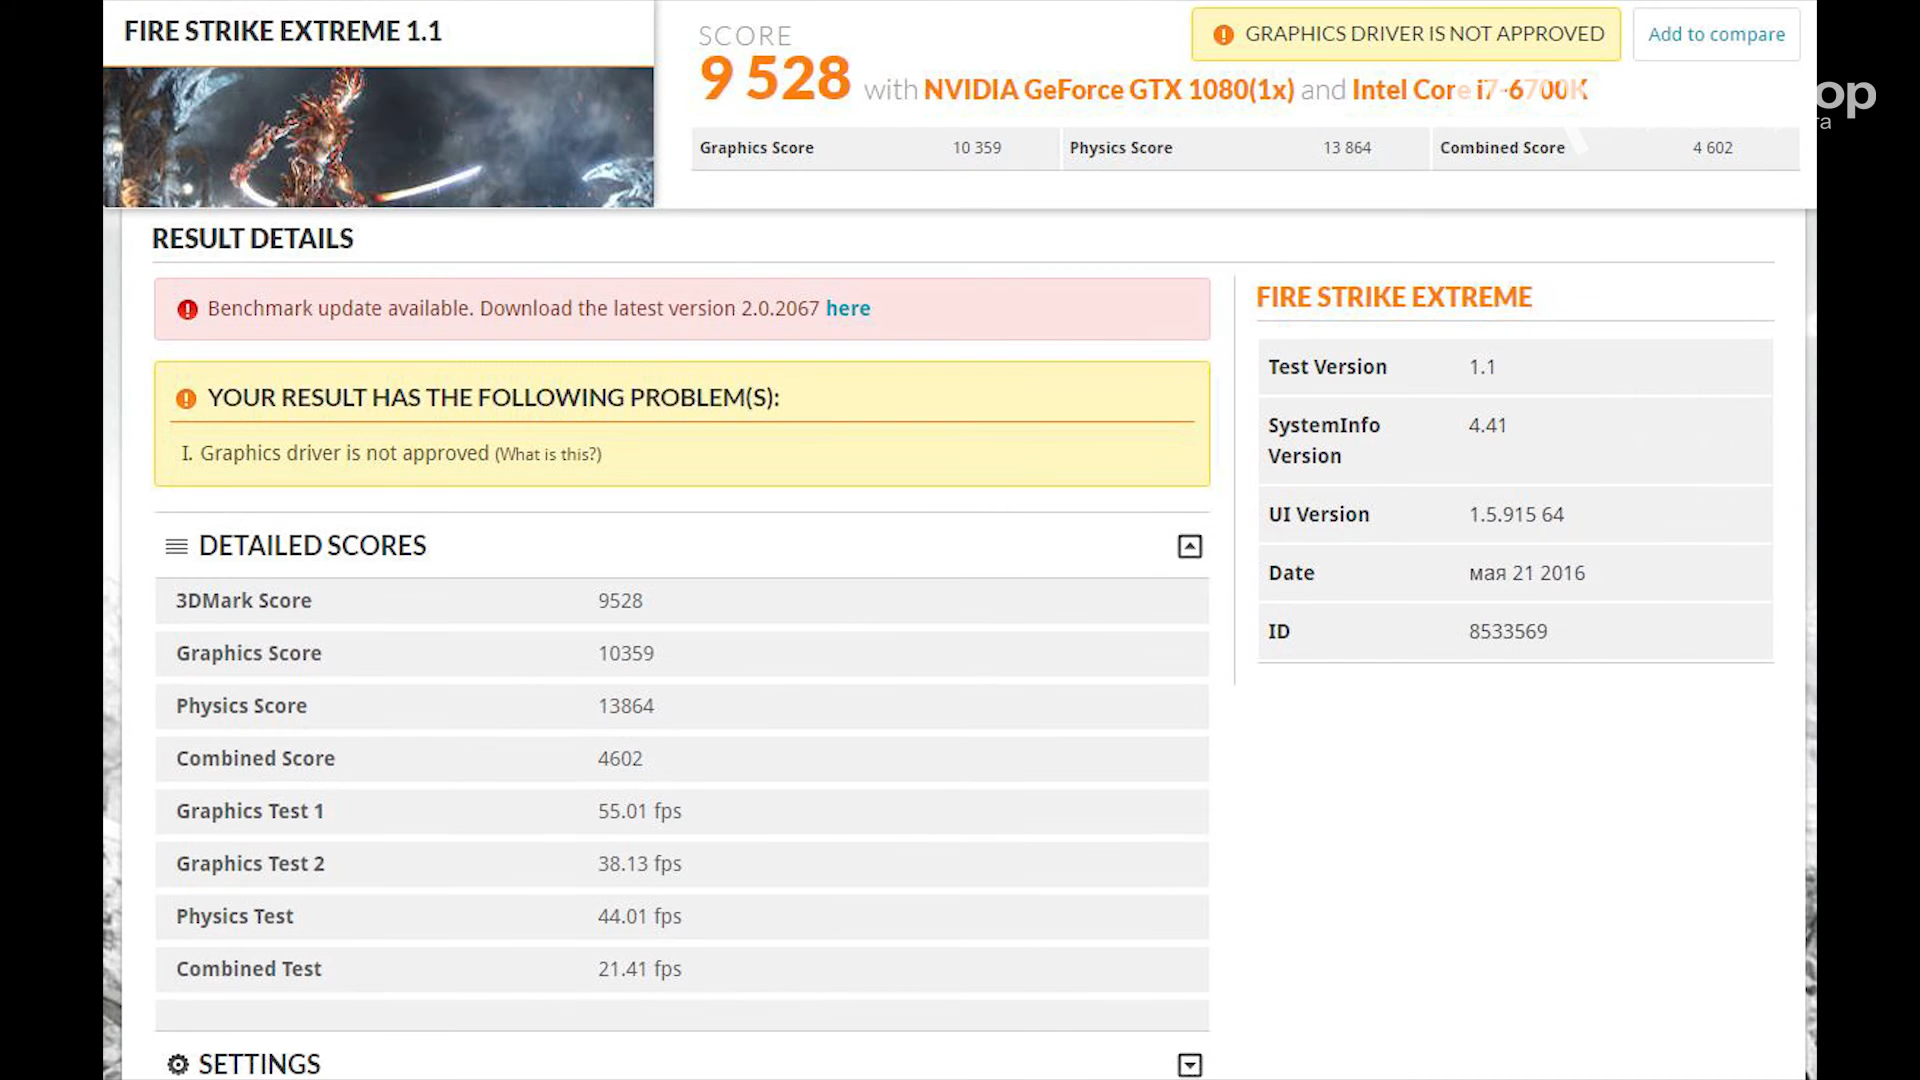 FIRE STRIKE EXTREME 1.1
SCORE
9 528 with NVIDIA GeForce GTX 1080(1x) and Intel Core i7-6700K
GRAPHICS DRIVER IS NOT APPROVED
Add to compare
op
ra
Graphics Score 10 359 Physics Score 13 864 Combined Score 4 602
RESULT DETAILS
Benchmark update available. Download the latest version 2.0.2067 here
YOUR RESULT HAS THE FOLLOWING PROBLEM(S):
I. Graphics driver is not approved (What is this?)
DETAILED SCORES
3DMark Score 9528
Graphics Score 10359
Physics Score 13864
Combined Score 4602
Graphics Test 1 55.01 fps
Graphics Test 2 38.13 fps
Physics Test 44.01 fps
Combined Test 21.41 fps
SETTINGS
FIRE STRIKE EXTREME
Test Version 1.1
SystemInfo Version 4.41
UI Version 1.5.915 64
Date мая 21 2016
ID 8533569